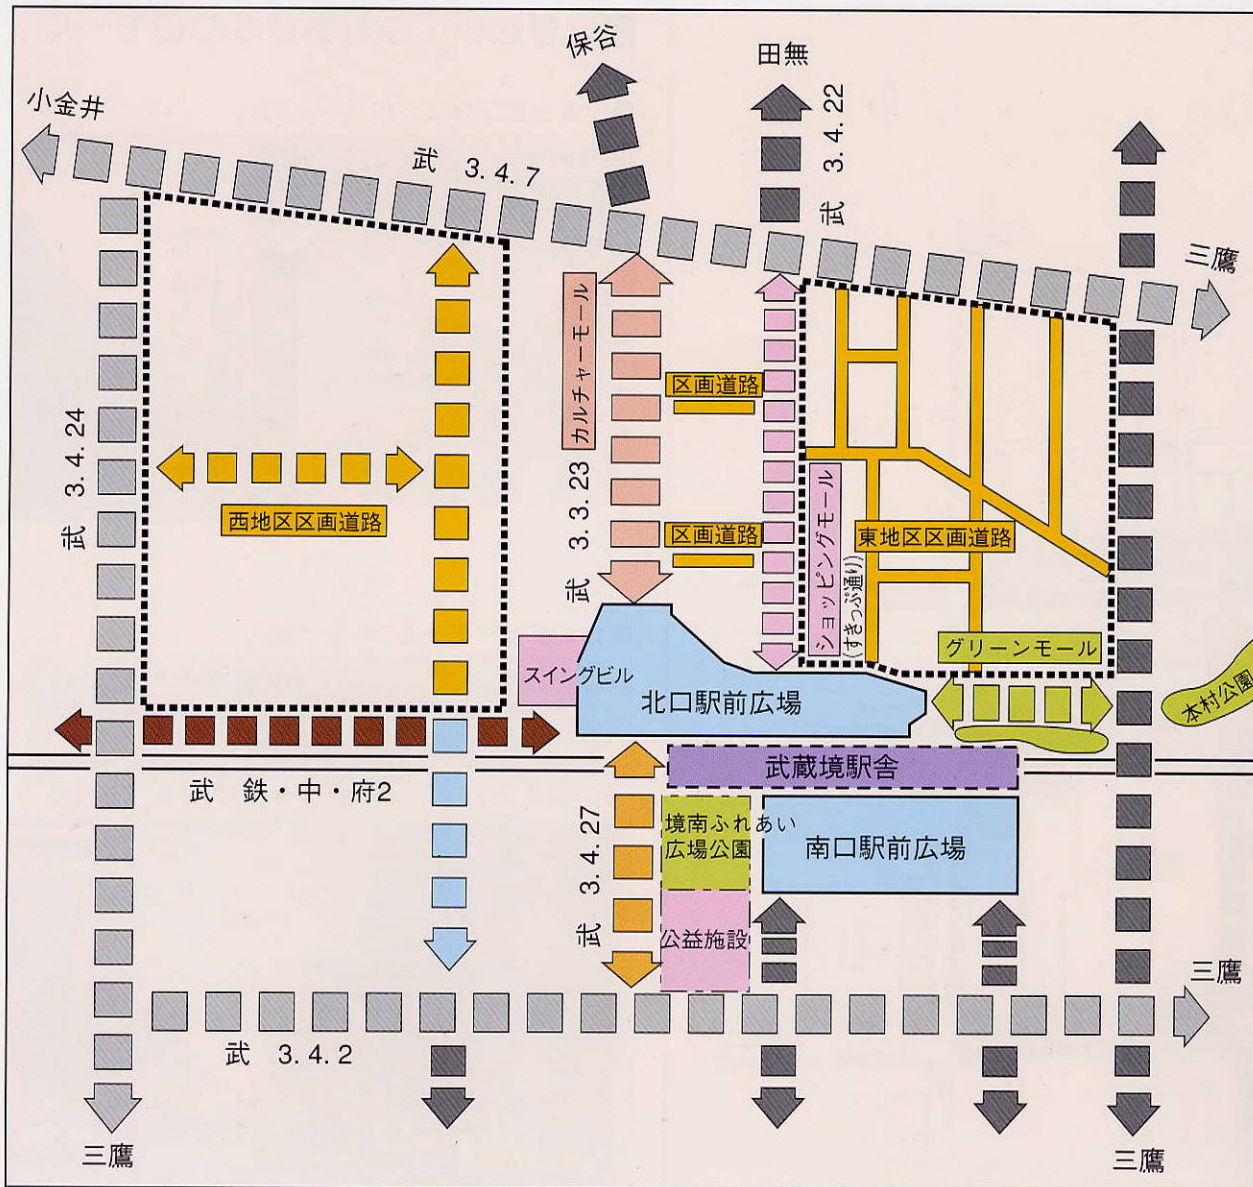 保谷
田無
小金井
武 3.4.7
武 3.4.22
三鷹
カルチャーモール
区画道路
武 3.4.24
武 3.3.23
西地区区画道路
区画道路
ショッピングモール
(すきっぷ通り)
東地区区画道路
グリーンモール
スイングビル
北口駅前広場
本村公園
武蔵境駅舎
武 鉄・中・府2
武 3.4.27
境南ふれあい
広場公園
南口駅前広場
公益施設
三鷹
武 3.4.2
三鷹
三鷹